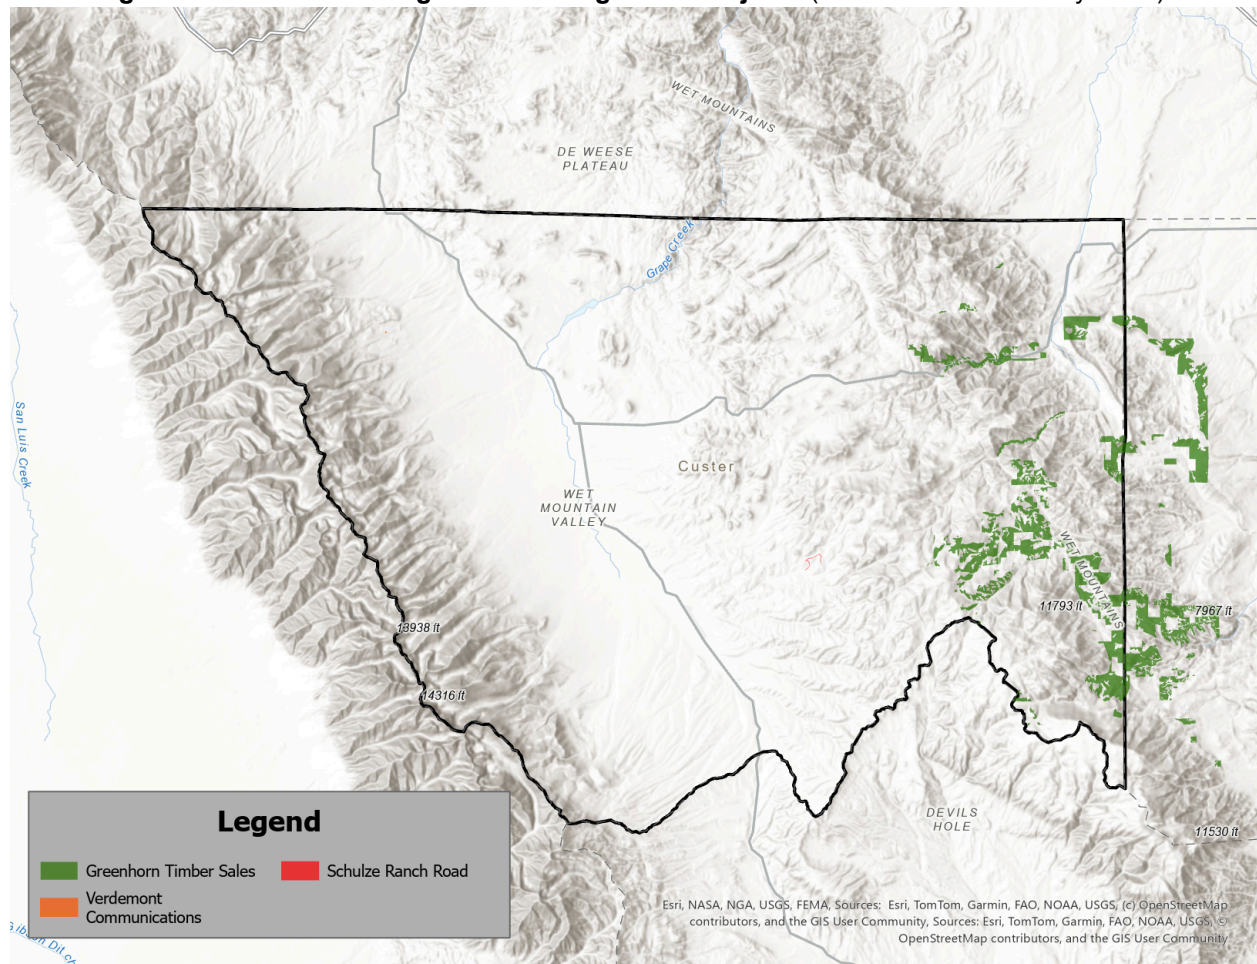 WET MOUNTAINS
DE WEESE
PLATEAU
Grape Creek
San Luis Creek
Custer
WET
MOUNTAIN
VALLEY
WET MOUNTAINS
11793 ft
7967 ft
13938 ft
14316 ft
DEVILS
HOLE
11530 ft
Legend
Greenhorn Timber Sales
Schulze Ranch Road
Verdemont
Communications
Esri, NASA, NGA, USGS, FEMA, Sources: Esri, TomTom, Garmin, FAO, NOAA, USGS, (c) OpenStreetMap
contributors, and the GIS User Community, Sources: Esri, TomTom, Garmin, FAO, NOAA, USGS, ©
OpenStreetMap contributors, and the GIS User Community